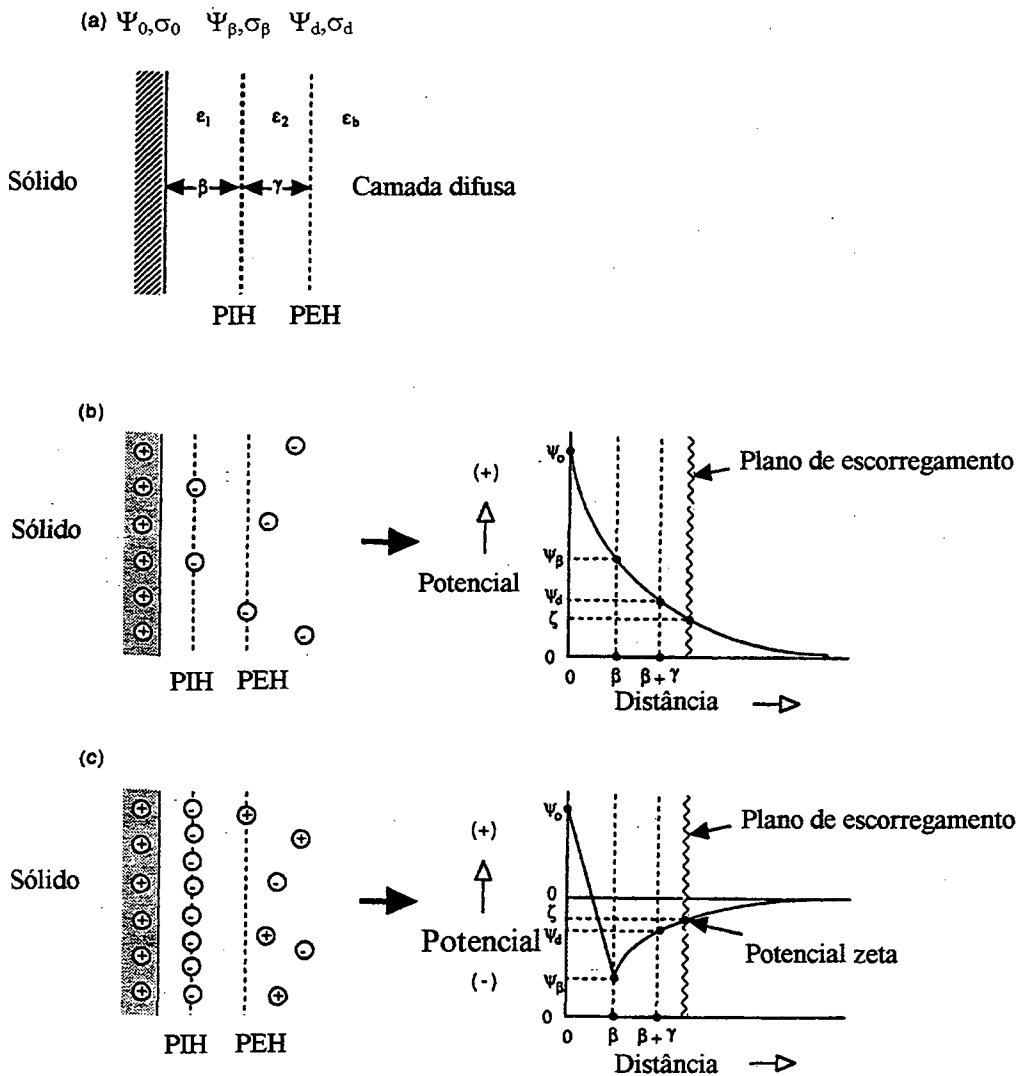 (a) Ψ0,σ0 Ψβ,σβ Ψd,σd
ε1 ε2 εb
Sólido β γ Camada difusa
PIH PEH
(b)
Ψo
Plano de escorregamento
(+)
Sólido
Potencial
Ψβ
Ψd
ζ
0
PIH PEH
0 β β + γ
Distância
(c)
Ψo
Plano de escorregamento
(+)
Sólido
0
ζ
Potencial Ψd
Potencial zeta
(-)
Ψβ
0
PIH PEH
0 β β + γ
Distância